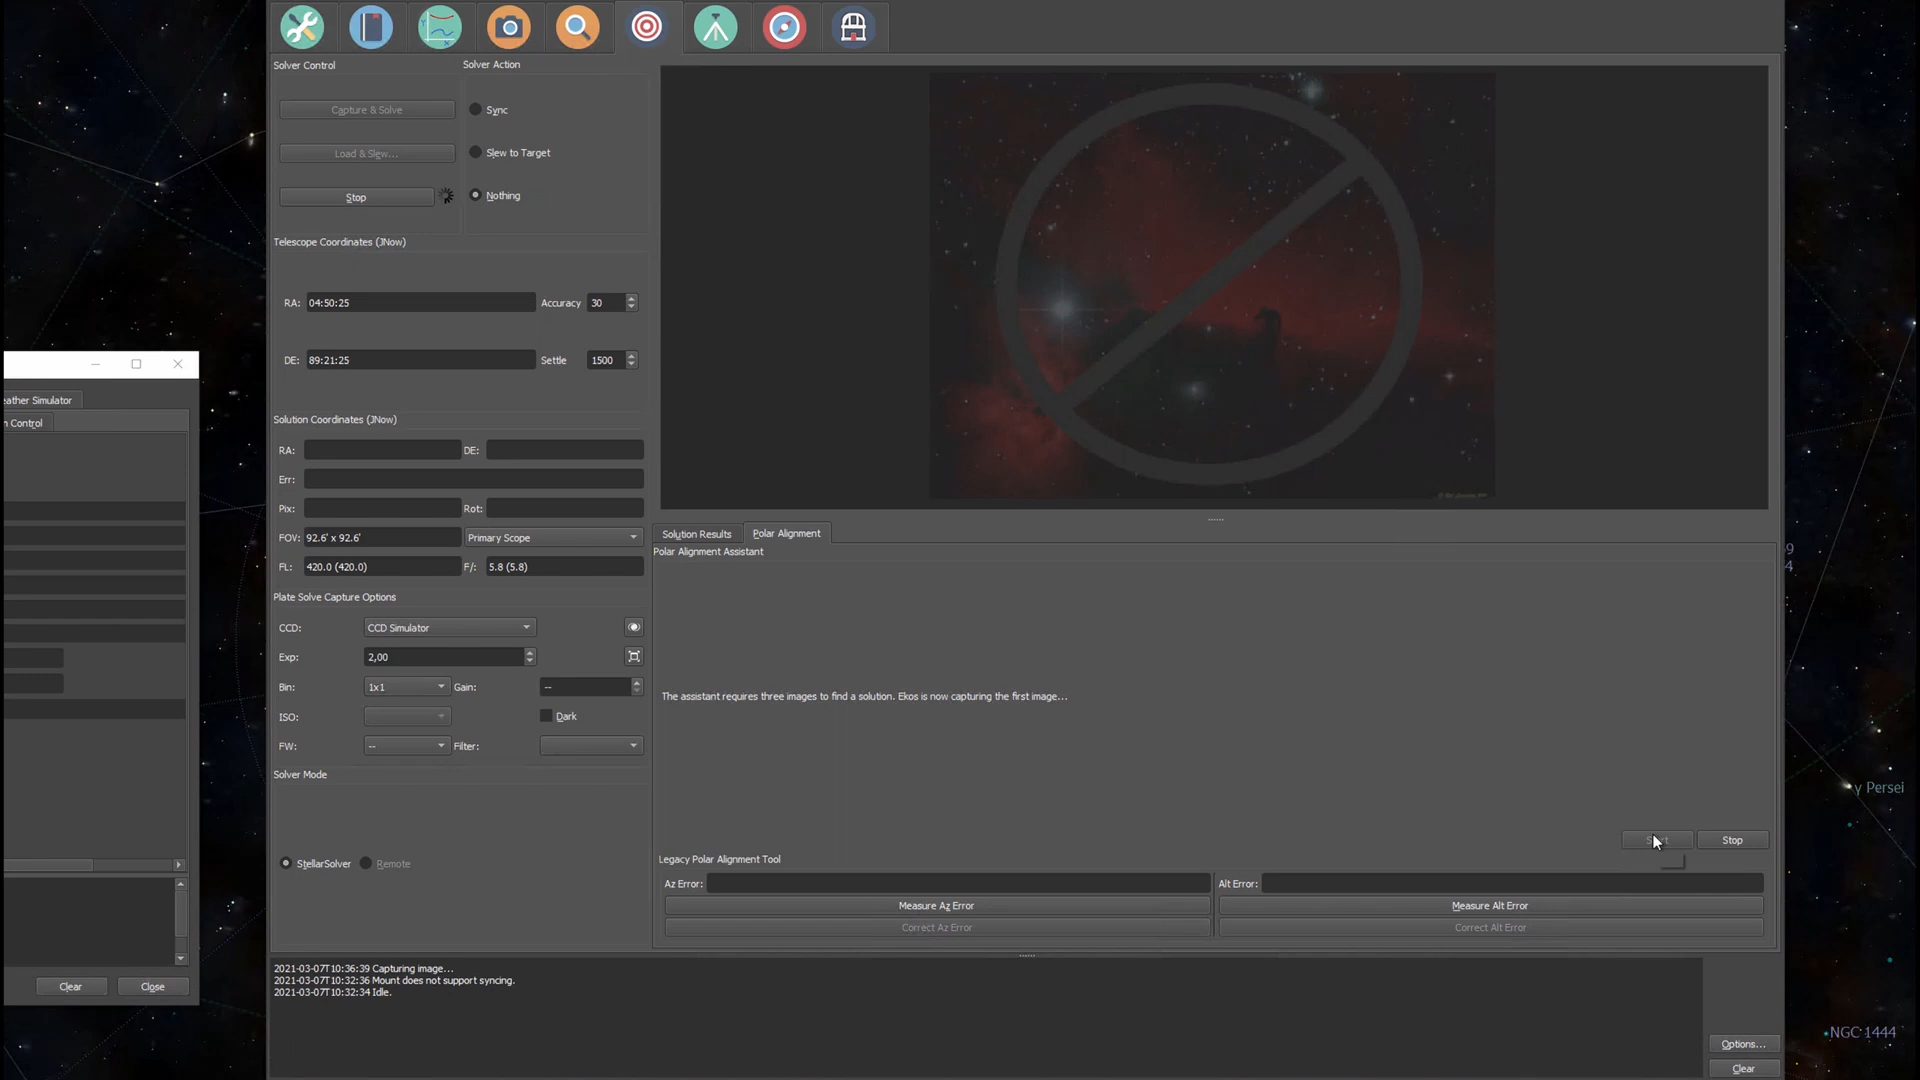 Solver Control
Solver Action
Capture & Solve
Sync
Load & Slew...
Slew to Target
Stop
Nothing
Telescope Coordinates (JNow)
RA: 04:50:25 Accuracy 30
DE: 89:21:25 Settle 1500
Solution Coordinates (JNow)
RA: DE:
Err:
Pix: Rot:
FOV: 92.6' x 92.6' Primary Scope
FL: 420.0 (420.0) F/: 5.8 (5.8)
Plate Solve Capture Options
CCD: CCD Simulator
Exp: 2,00
Bin: 1x1 Gain: --
ISO: Dark
FW: -- Filter:
Solver Mode
StellarSolver Remote
Solution Results Polar Alignment
Polar Alignment Assistant
The assistant requires three images to find a solution. Ekos is now capturing the first image...
Stop
Legacy Polar Alignment Tool
Az Error: Alt Error:
Measure Az Error Measure Alt Error
Correct Az Error Correct Alt Error
2021-03-07T10:36:39 Capturing image...
2021-03-07T10:32:36 Mount does not support syncing.
2021-03-07T10:32:34 Idle.
Options...
Clear
eather Simulator
n Control
Clear Close
9
4
γ Persei
NGC 1444